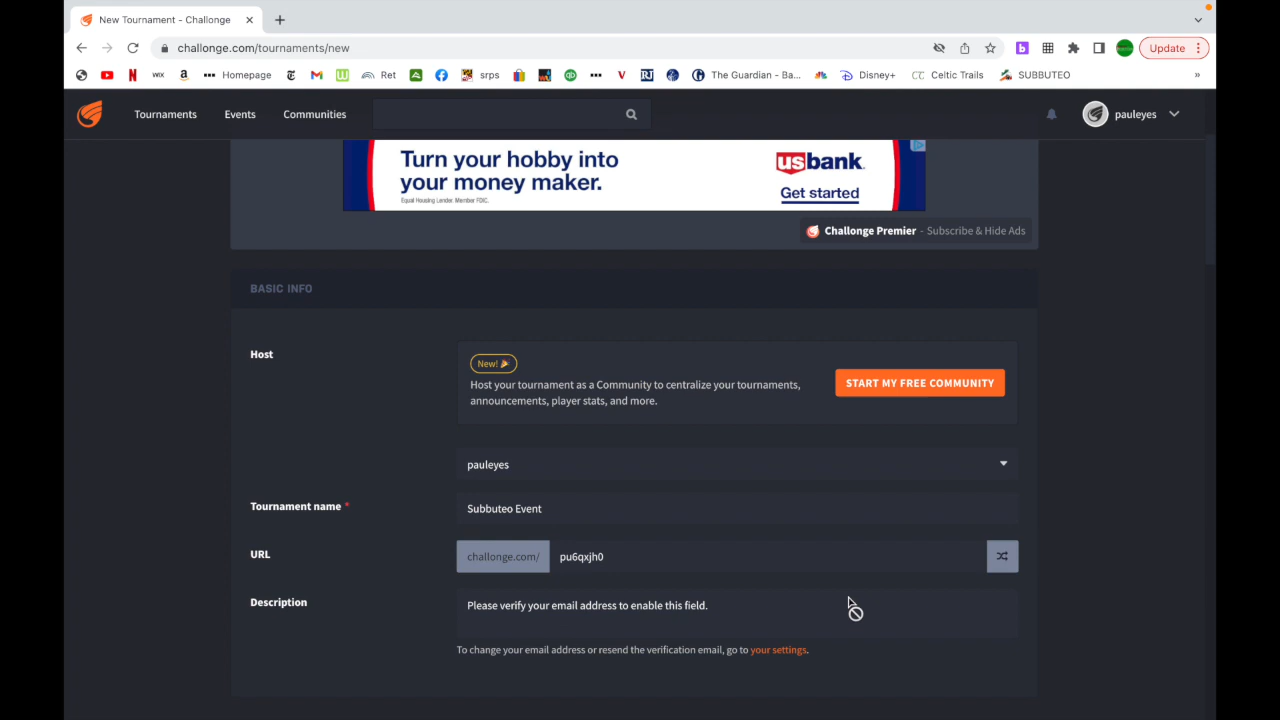 New Tournament - Challonge
challonge.com/tournaments/new
Update
Homepage
Ret
srps
The Guardian - Ba...
Disney+
Celtic Trails
SUBBUTEO
Tournaments
Events
Communities
pauleyes
Turn your hobby into
your money maker.
Equal Housing Lender. Member FDIC.
usbank
Get started
Challonge Premier - Subscribe & Hide Ads
BASIC INFO
Host
New!
Host your tournament as a Community to centralize your tournaments,
announcements, player stats, and more.
START MY FREE COMMUNITY
pauleyes
Tournament name *
Subbuteo Event
URL
challonge.com/
pu6qxjh0
Description
Please verify your email address to enable this field.
To change your email address or resend the verification email, go to your settings.